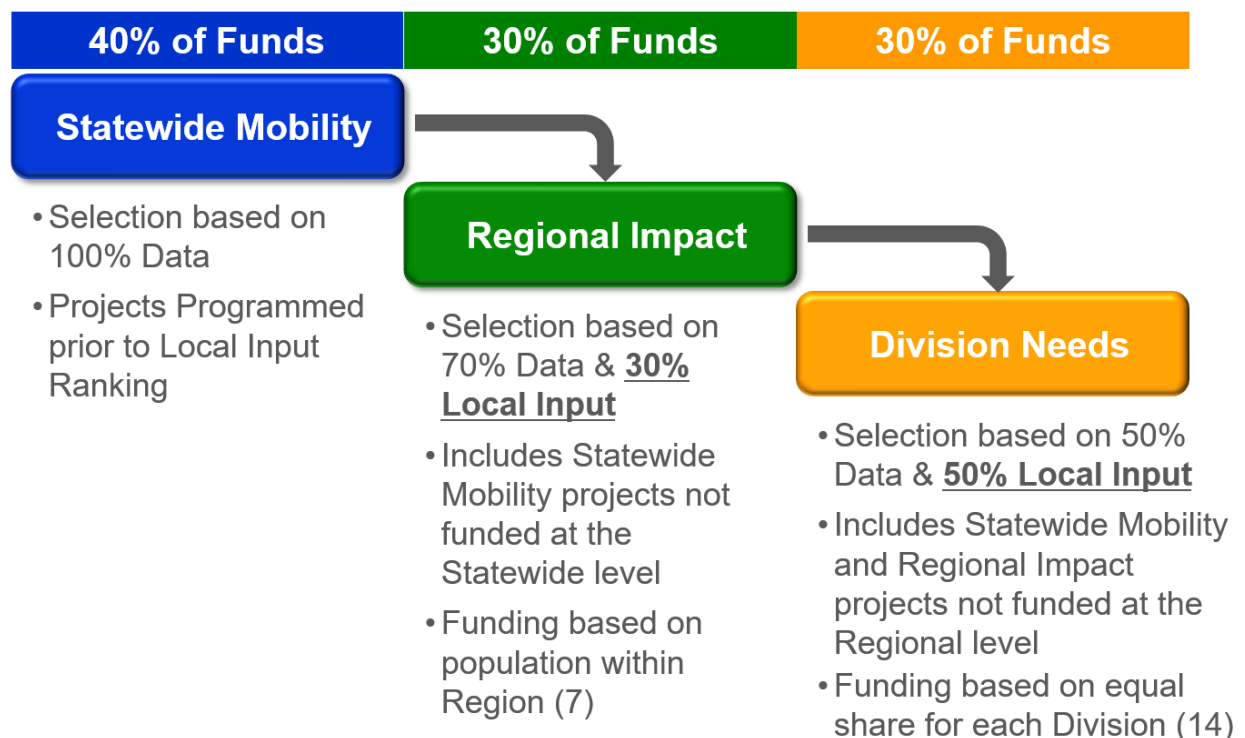 40% of Funds
30% of Funds
30% of Funds
Statewide Mobility
• Selection based on
100% Data
• Projects Programmed
prior to Local Input
Ranking
Regional Impact
• Selection based on
70% Data & 30%
Local Input
• Includes Statewide
Mobility projects not
funded at the
Statewide level
• Funding based on
population within
Region (7)
Division Needs
• Selection based on 50%
Data & 50% Local Input
• Includes Statewide Mobility
and Regional Impact
projects not funded at the
Regional level
• Funding based on equal
share for each Division (14)